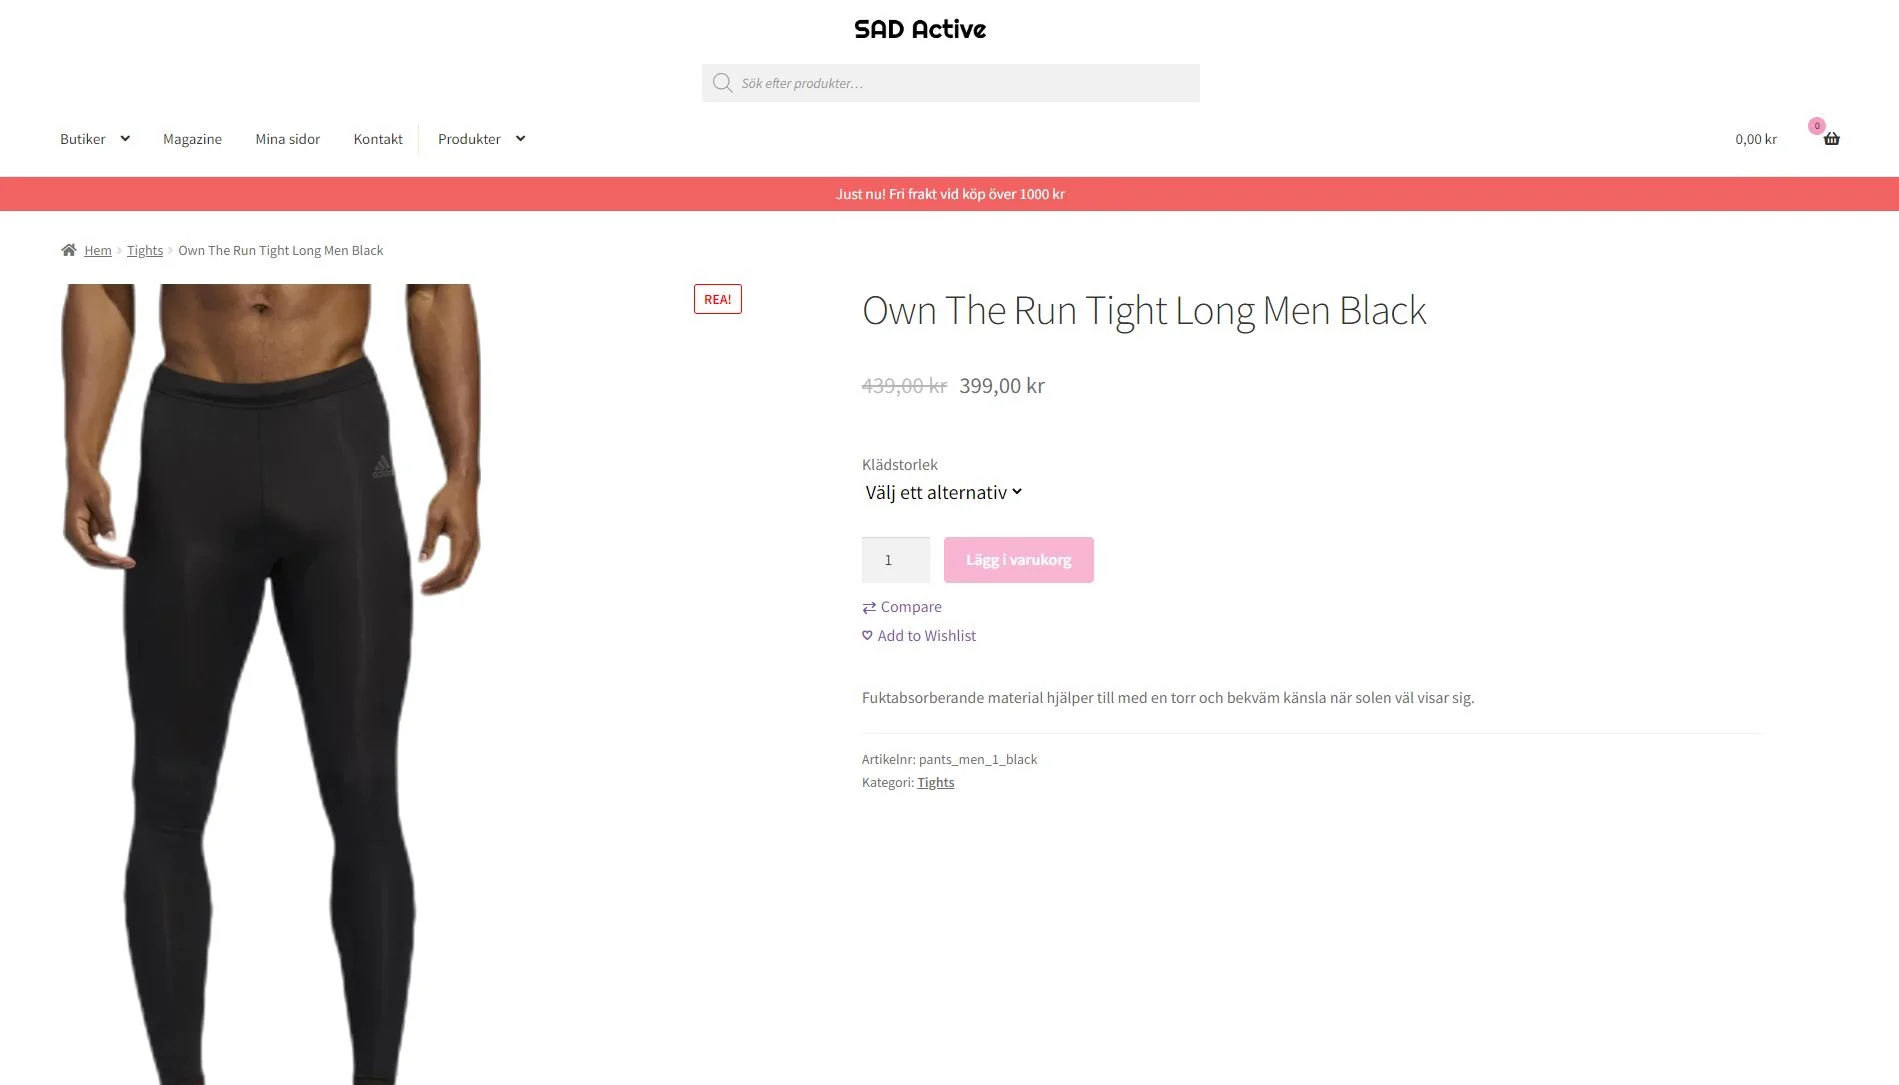 SAD Active
Sök efter produkter…
Butiker Magazine Mina sidor Kontakt Produkter 0,00 kr 0
Just nu! Fri frakt vid köp över 1000 kr
Hem Tights Own The Run Tight Long Men Black
REA!
Own The Run Tight Long Men Black
439,00 kr 399,00 kr
Klädstorlek
Välj ett alternativ
1 Lägg i varukorg
Compare
Add to Wishlist
Fuktabsorberande material hjälper till med en torr och bekväm känsla när solen väl visar sig.
Artikelnr: pants_men_1_black
Kategori: Tights